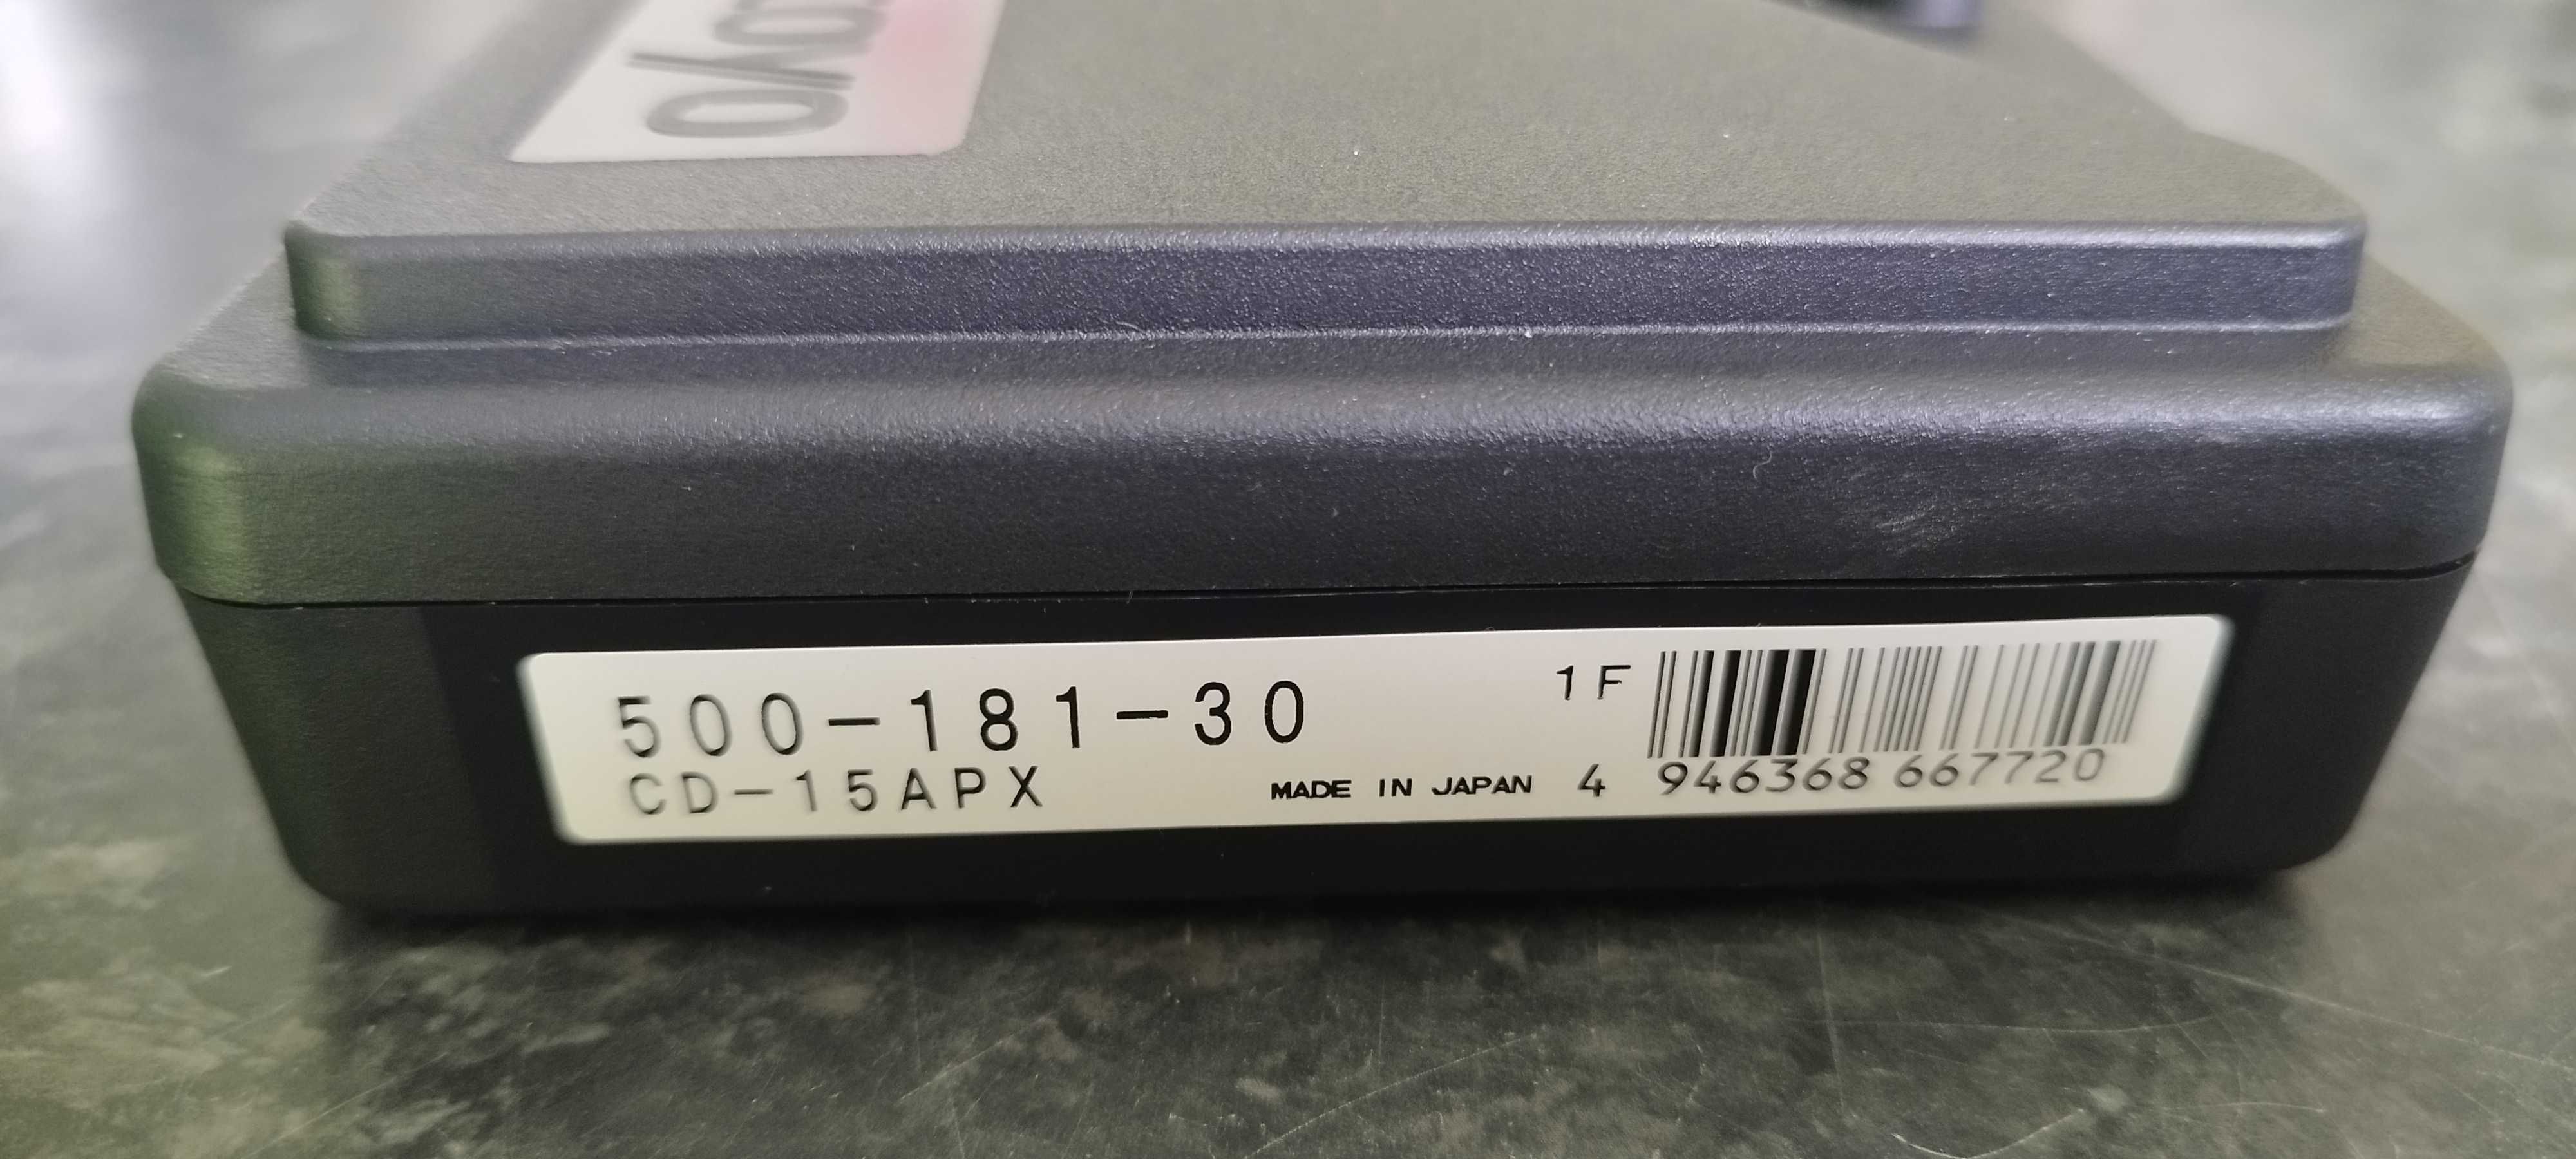 500-181-30
1F
CD-15APX
MADE IN JAPAN
4 946368 667720